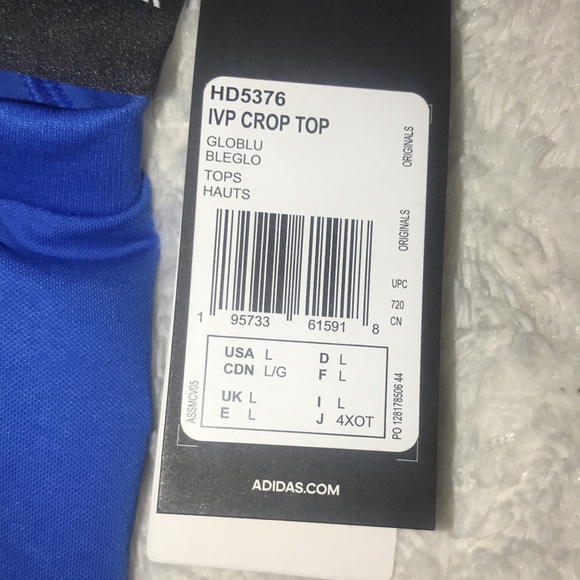 HD5376
IVP CROP TOP
GLOBLU
BLEGLO
TOPS
HAUTS
ORIGINALS
ORIGINALS
UPC
720
CN
1 95733 61591 8
USA L D L
CDN L/G F L
UK L I L
E L J 4XOT
ASSMCV05
PO 128178506 44
ADIDAS.COM